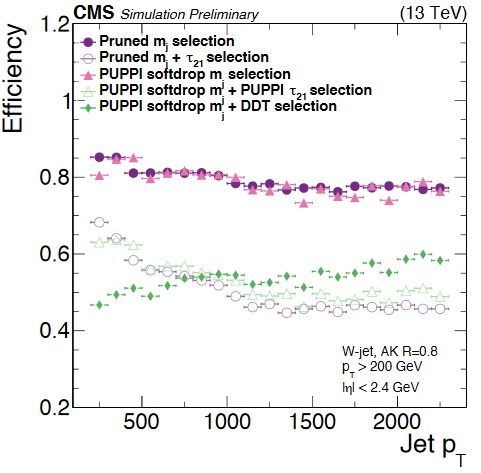 CMS Simulation Preliminary (13 TeV)
Pruned mj selection
Pruned mj + τ21 selection
PUPPI softdrop mj selection
PUPPI softdrop mj + PUPPI τ21 selection
PUPPI softdrop mj + DDT selection
Efficiency
1.2
1
0.8
0.6
0.4
0.2
W-jet, AK R=0.8
pT > 200 GeV
|η| < 2.4 GeV
500 1000 1500 2000
Jet pT